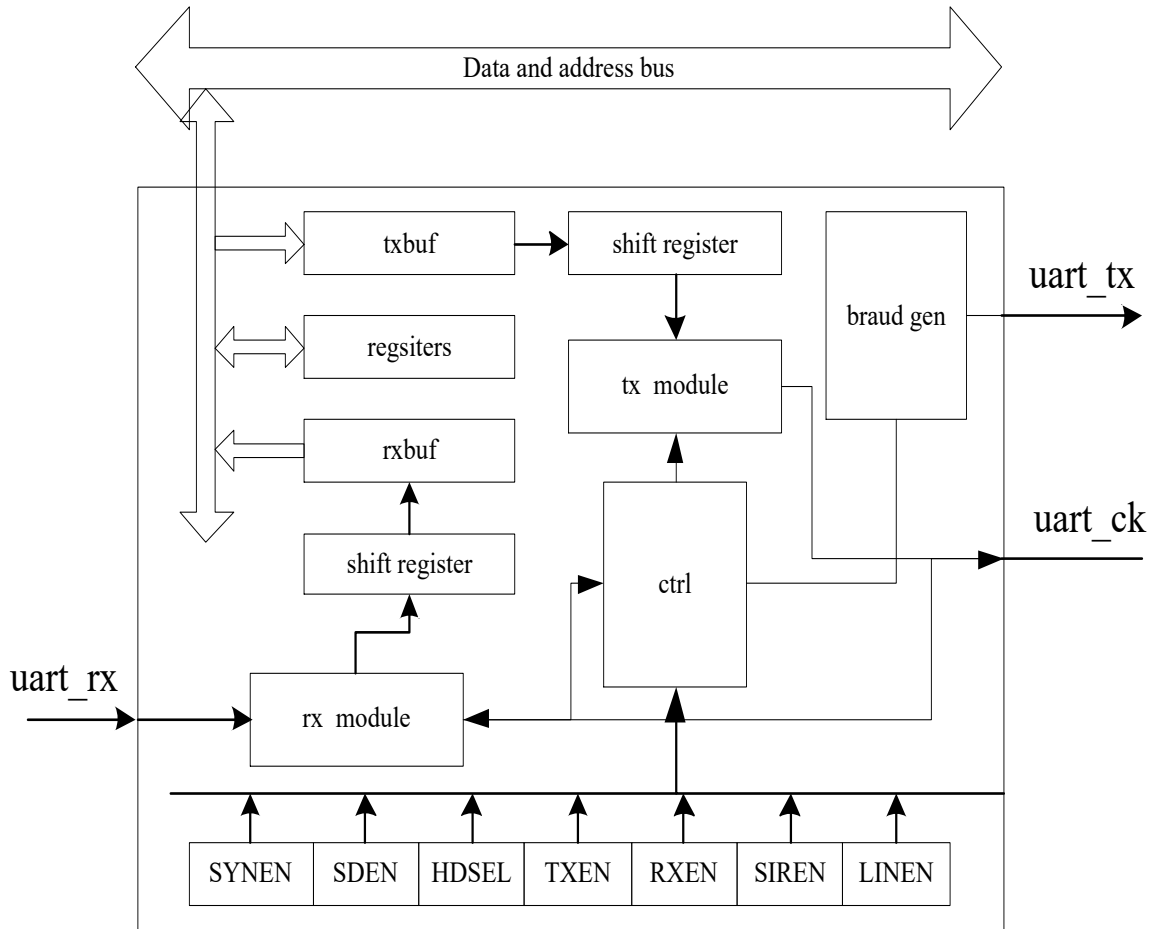 Data and address bus
txbuf
shift register
braud gen
uart_tx
regsiters
tx module
rxbuf
uart_ck
shift register
ctrl
uart_rx
rx module
SYNEN
SDEN
HDSEL
TXEN
RXEN
SIREN
LINEN